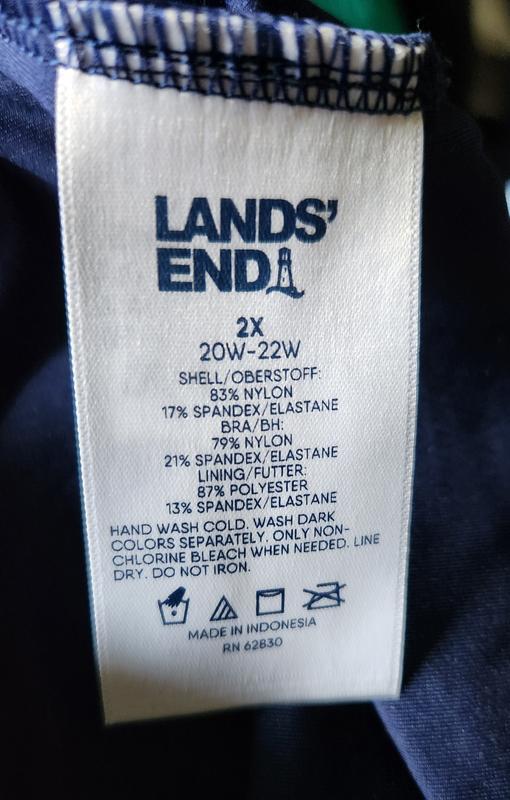 LANDS'
END
2X
20W-22W
SHELL/OBERSTOFF:
83% NYLON
17% SPANDEX/ELASTANE
BRA/BH:
79% NYLON
21% SPANDEX/ELASTANE
LINING/FUTTER:
87% POLYESTER
13% SPANDEX/ELASTANE
HAND WASH COLD. WASH DARK
COLORS SEPARATELY. ONLY NON-
CHLORINE BLEACH WHEN NEEDED. LINE
DRY. DO NOT IRON.
MADE IN INDONESIA
RN 62830